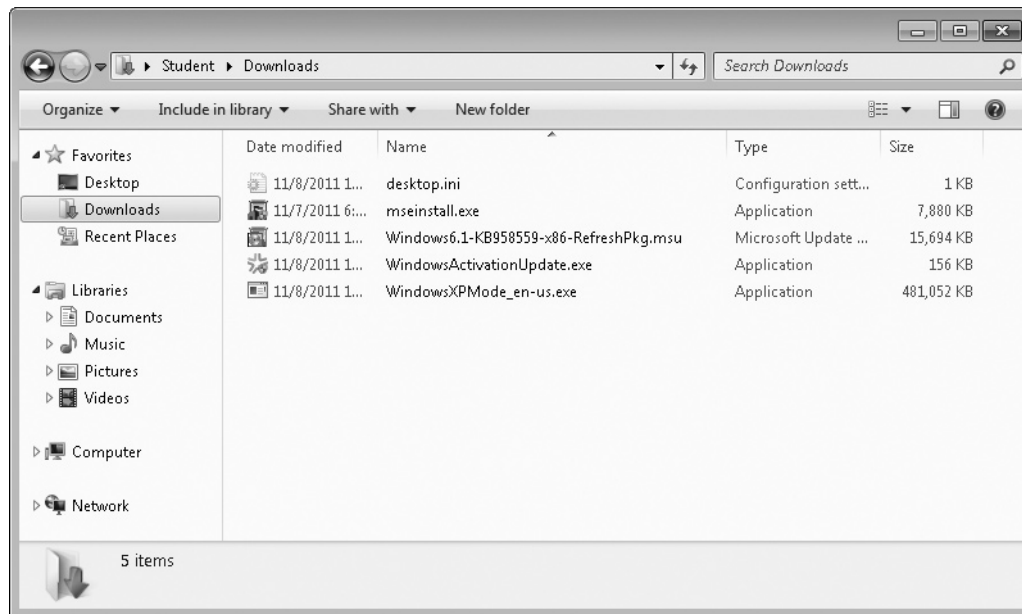 Student Downloads Search Downloads
Organize Include in library Share with New folder
Favorites
Desktop
Downloads
Recent Places
Libraries
Documents
Music
Pictures
Videos
Computer
Network
Date modified Name Type Size
11/8/2011 1... desktop.ini Configuration sett... 1 KB
11/7/2011 6:... mseinstall.exe Application 7,880 KB
11/8/2011 1... Windows6.1-KB958559-x86-RefreshPkg.msu Microsoft Update ... 15,694 KB
11/8/2011 1... WindowsActivationUpdate.exe Application 156 KB
11/8/2011 1... WindowsXPMode_en-us.exe Application 481,052 KB
5 items